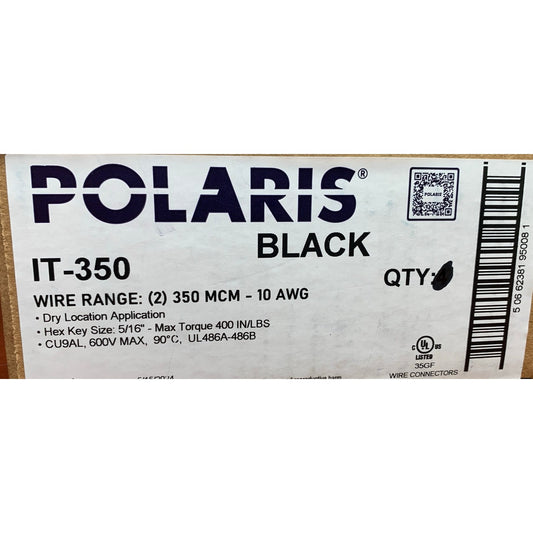 POLARIS®
BLACK
IT-350
QTY:
WIRE RANGE: (2) 350 MCM - 10 AWG
• Dry Location Application
• Hex Key Size: 5/16" - Max Torque 400 IN/LBS
• CU9AL, 600V MAX, 90°C, UL486A-486B
C UL US
LISTED
35GF
WIRE CONNECTORS
5 06 62381 95008 1